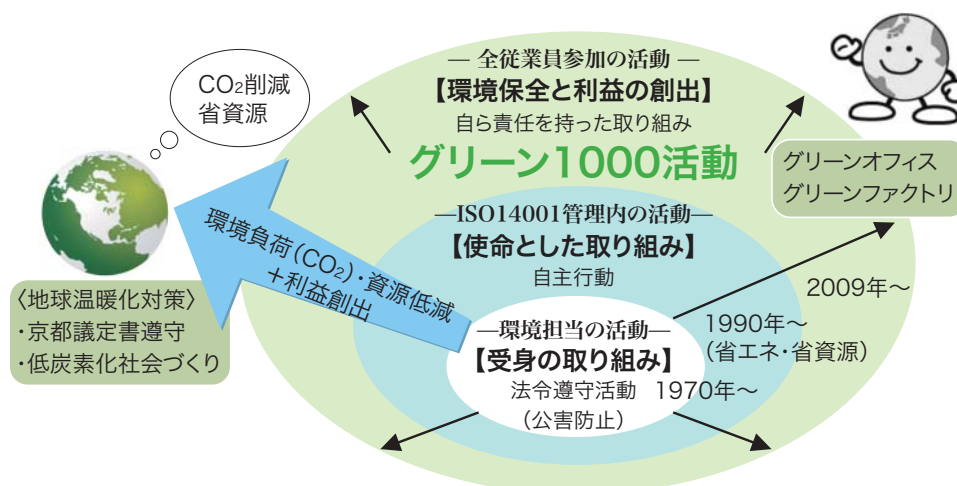 CO₂削減
省資源
― 全従業員参加の活動 ―
【環境保全と利益の創出】
自ら責任を持った取り組み
グリーン1000活動
グリーンオフィス
グリーンファクトリ
―ISO14001管理内の活動―
【使命とした取り組み】
自主行動
環境負荷(CO₂)・資源低減
+利益創出
〈地球温暖化対策〉
・京都議定書遵守
・低炭素化社会づくり
2009年〜
1990年〜
(省エネ・省資源)
―環境担当の活動―
【受身の取り組み】
法令遵守活動 1970年〜
(公害防止)